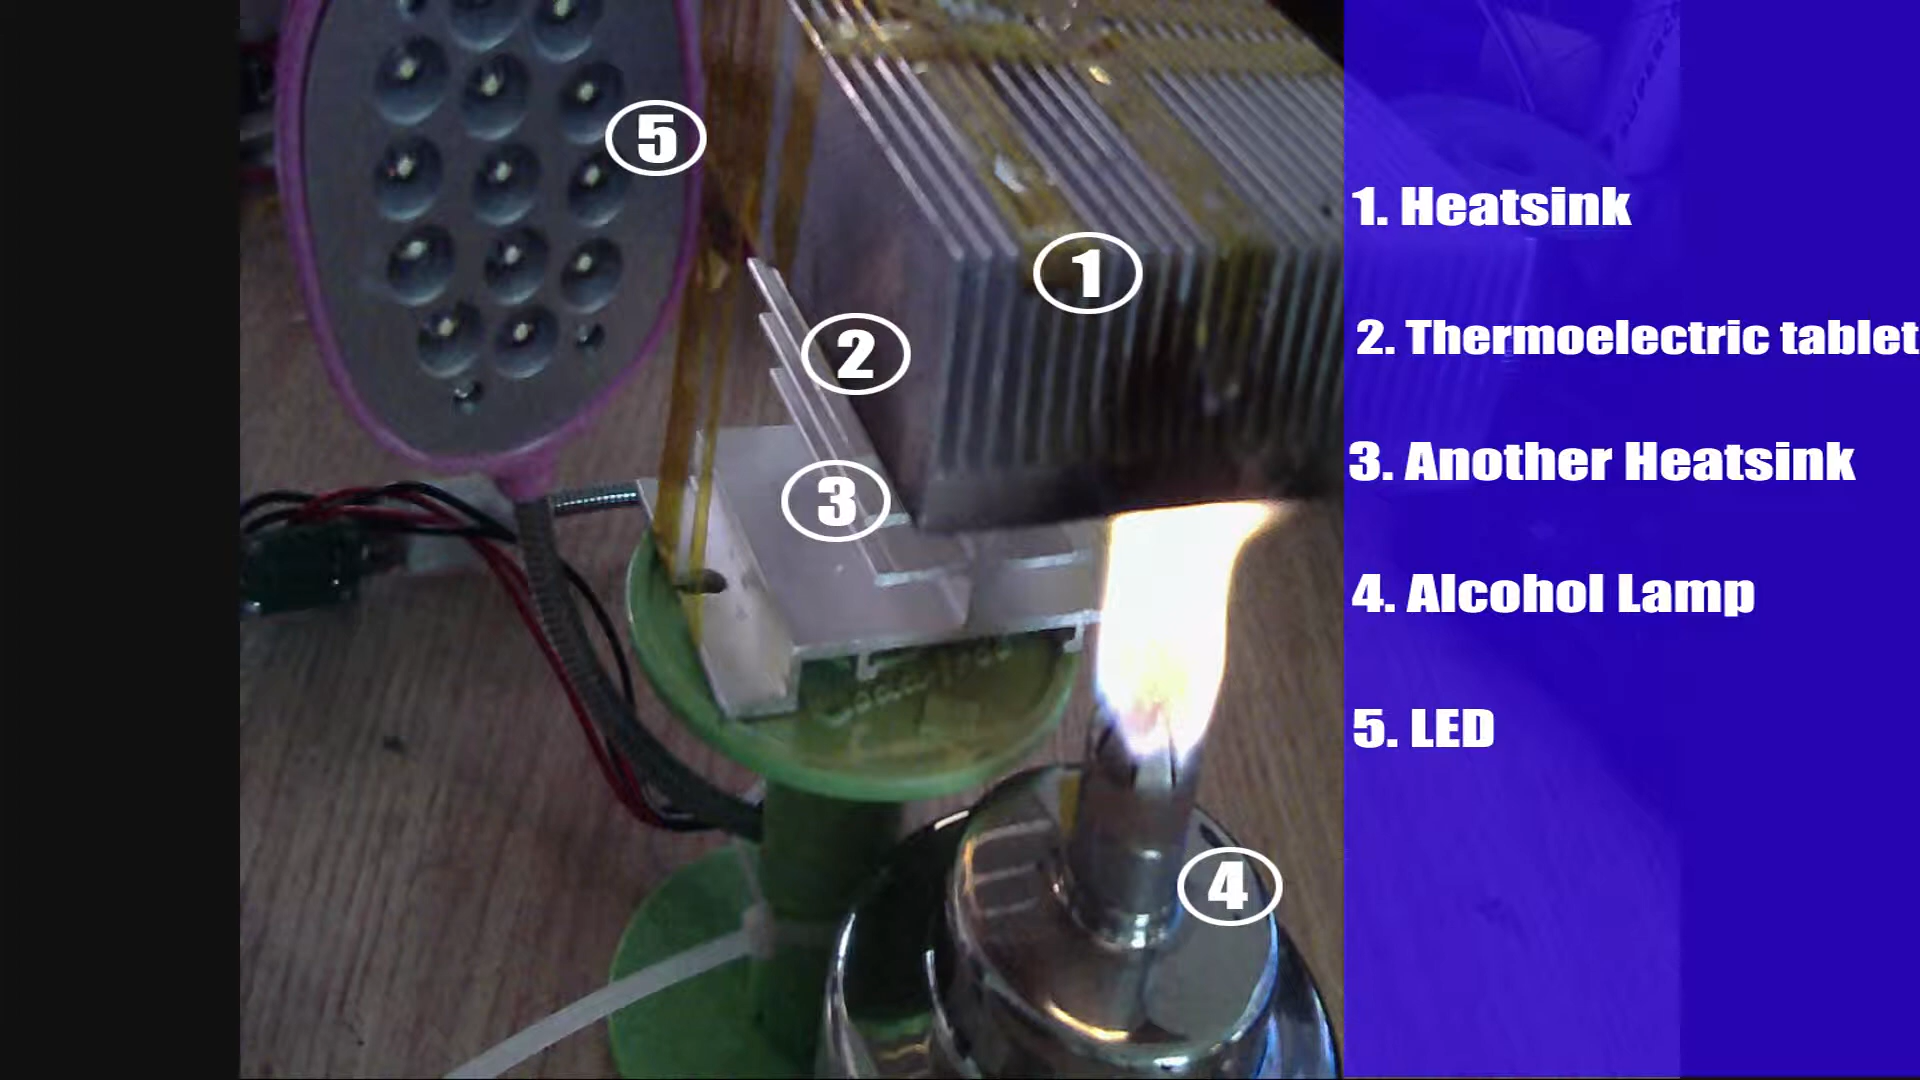 5
1
2
3
4
1. Heatsink
2. Thermoelectric tablet
3. Another Heatsink
4. Alcohol Lamp
5. LED